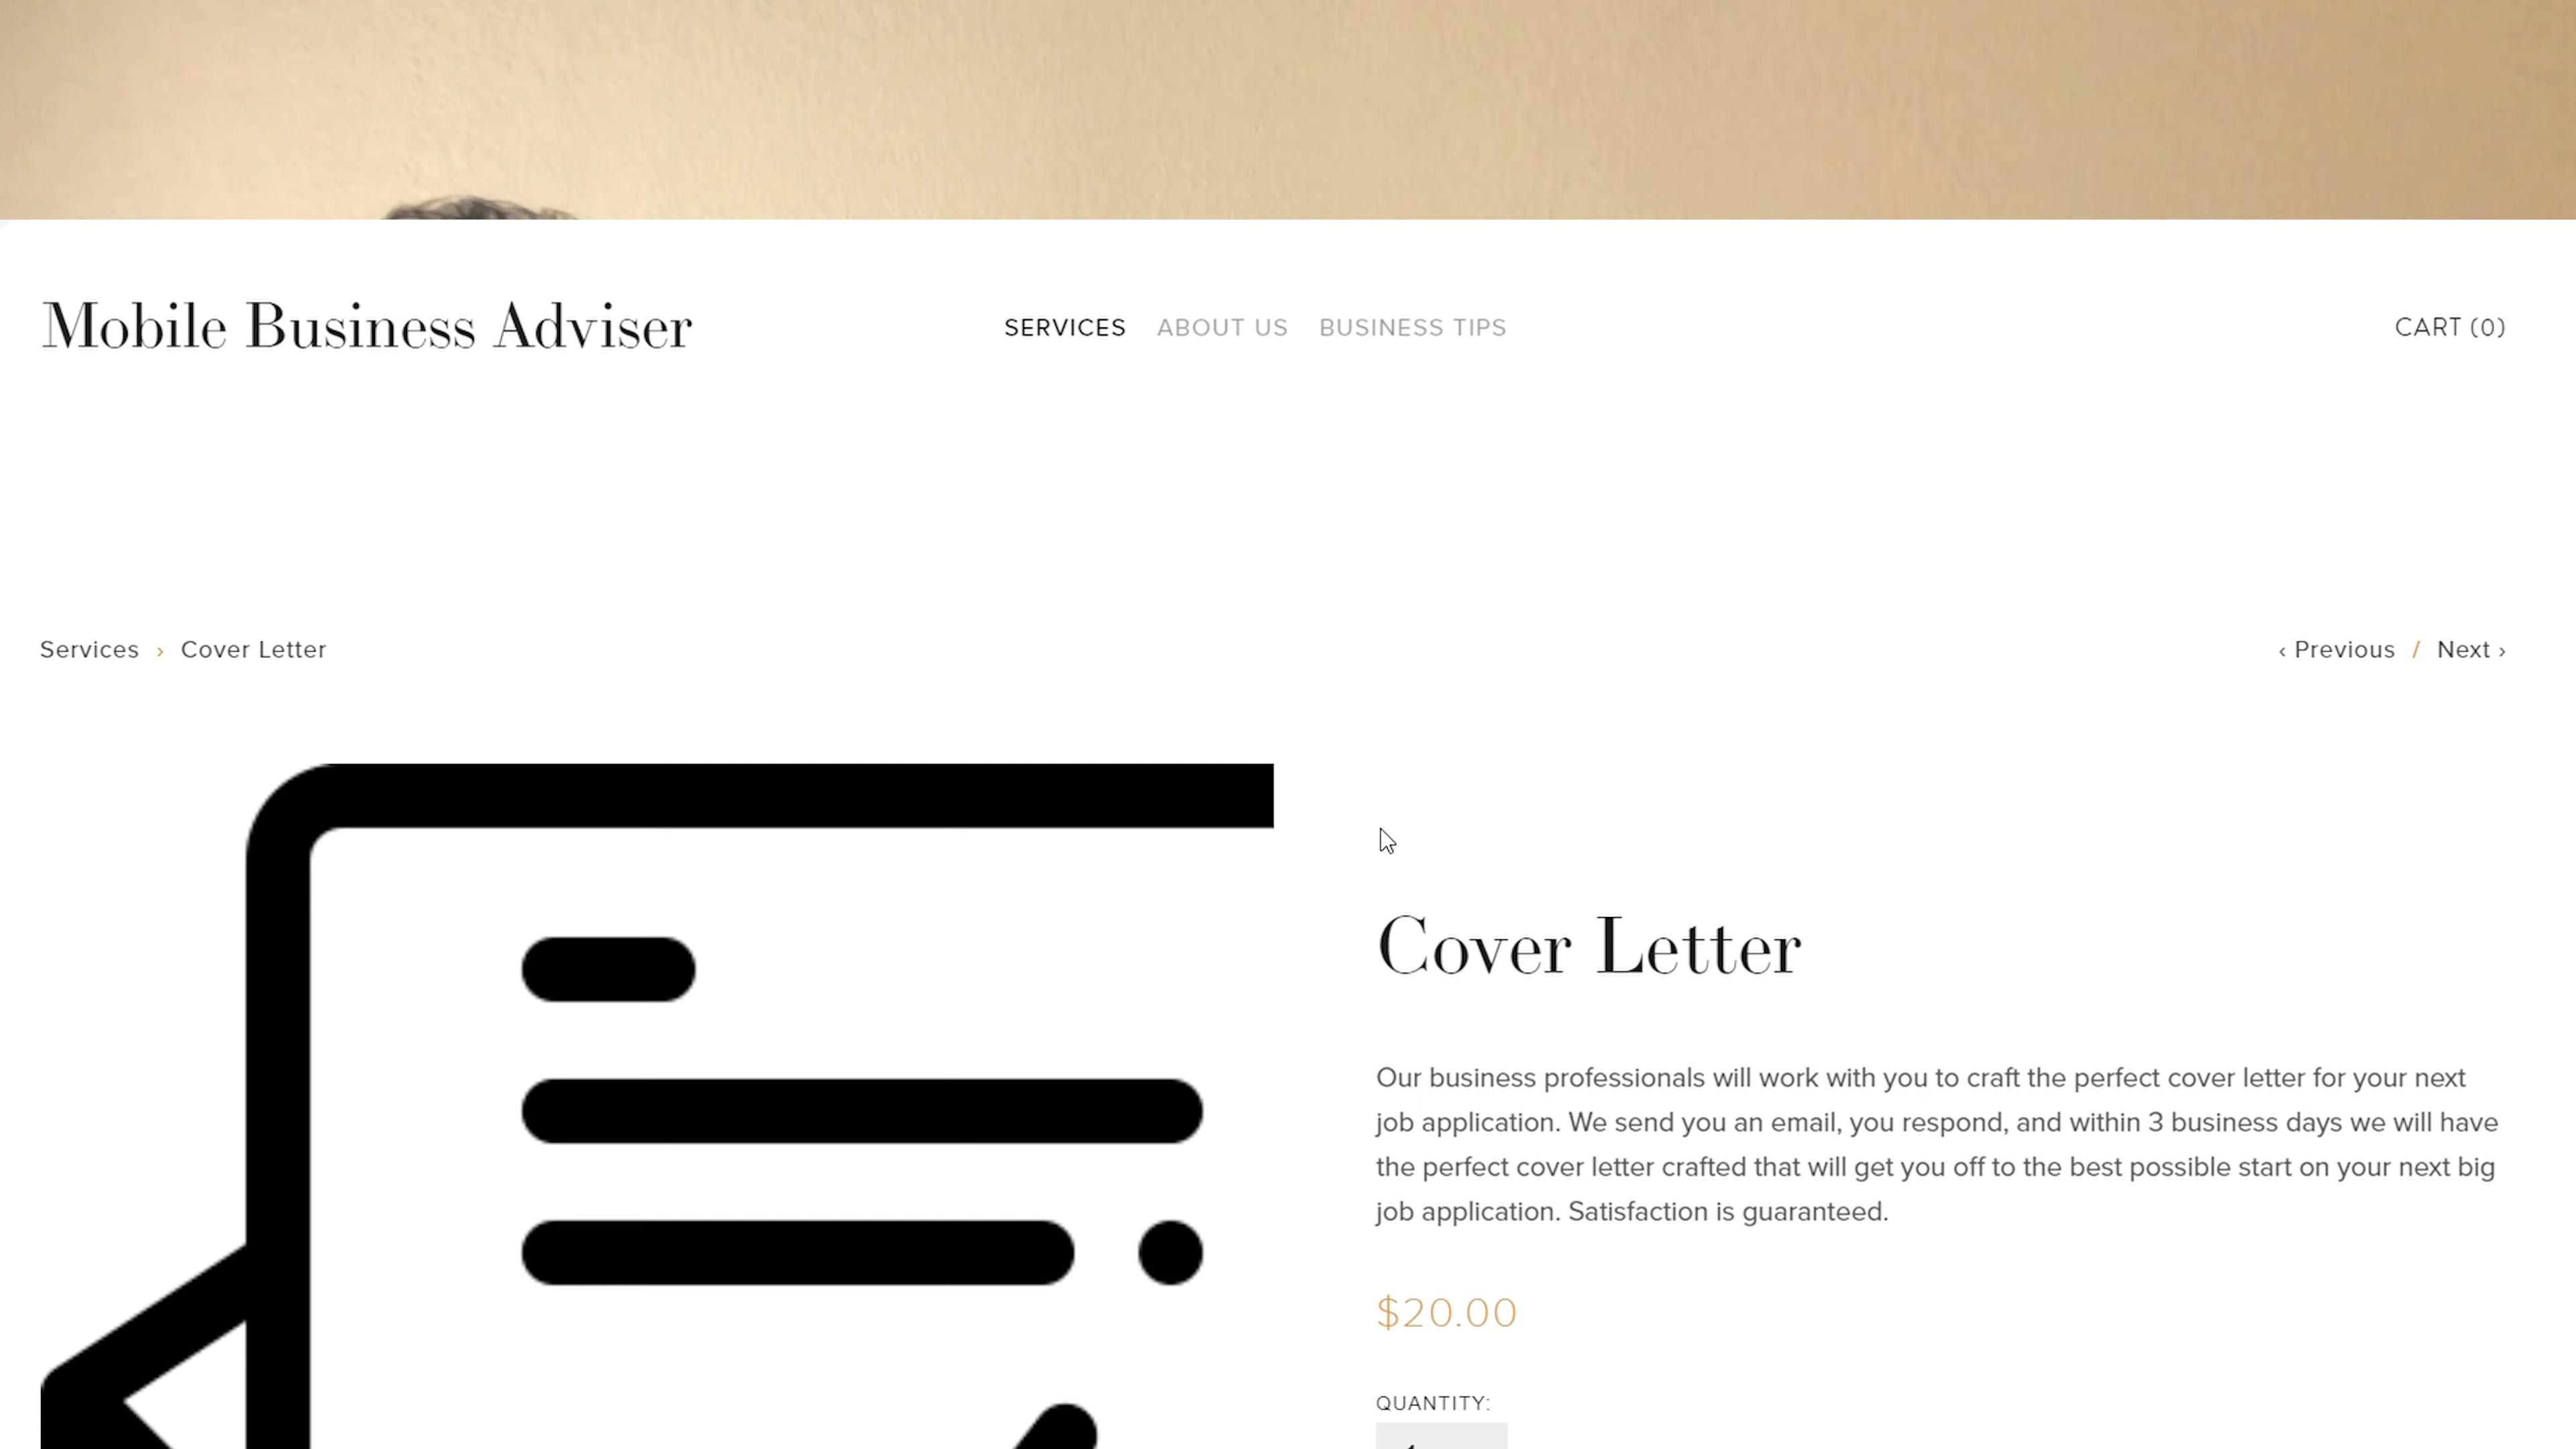 Mobile Business Adviser
SERVICES ABOUT US BUSINESS TIPS
CART (0)
Services › Cover Letter
‹ Previous / Next ›
Cover Letter
Our business professionals will work with you to craft the perfect cover letter for your next
job application. We send you an email, you respond, and within 3 business days we will have
the perfect cover letter crafted that will get you off to the best possible start on your next big
job application. Satisfaction is guaranteed.
$20.00
QUANTITY: